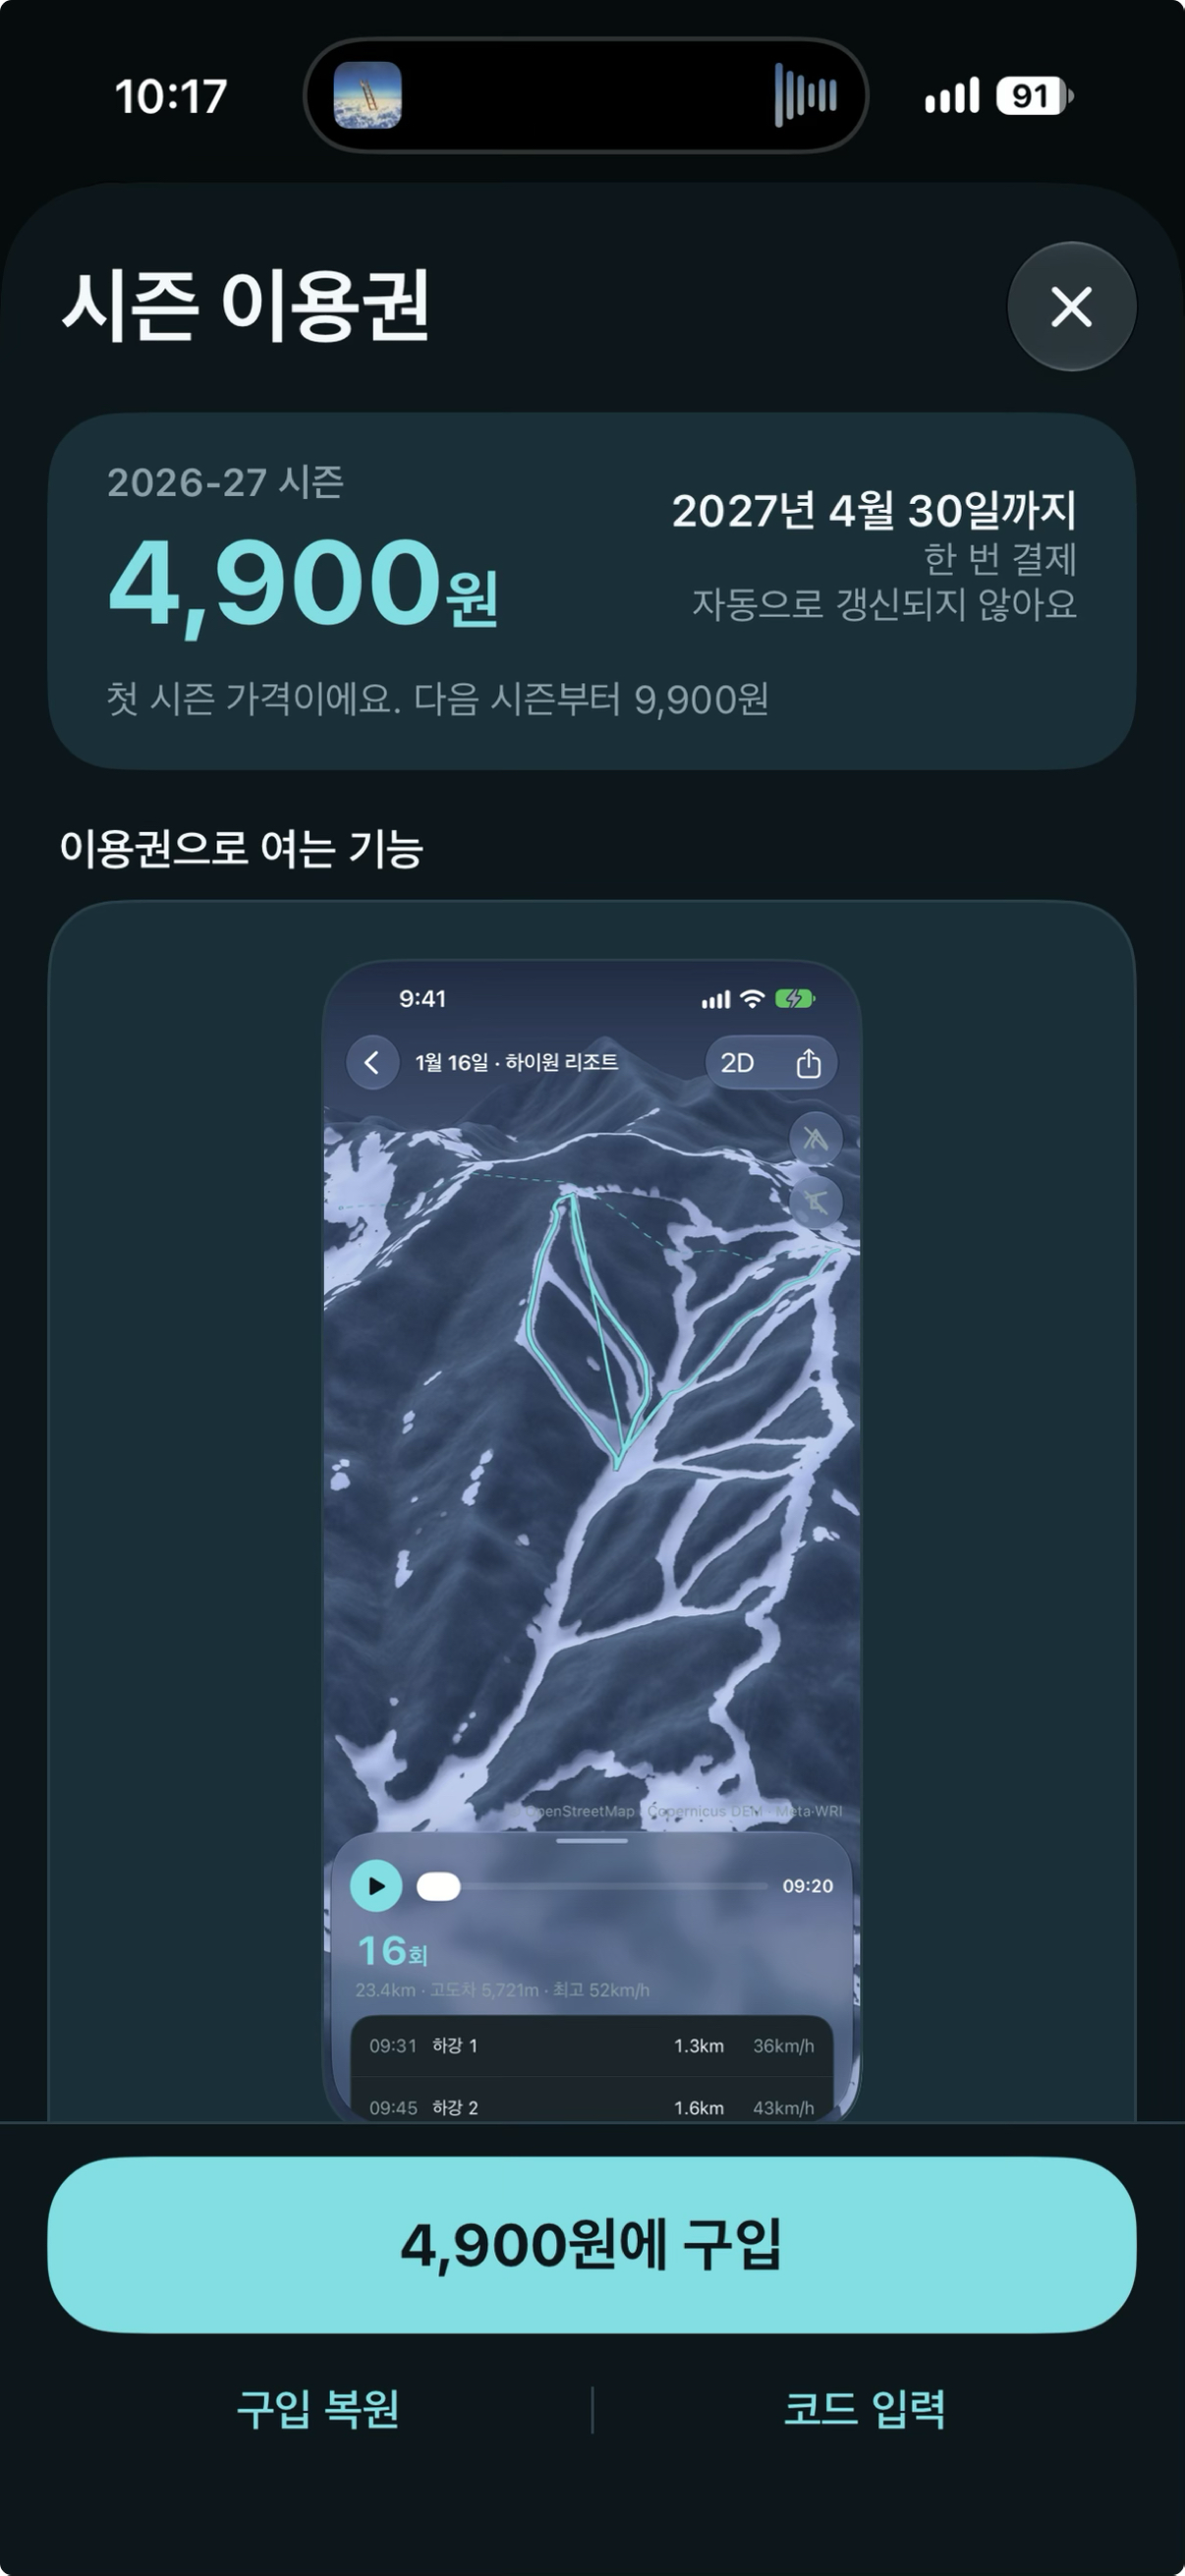 10:17
91
시즌 이용권
2026-27 시즌
4,900원
2027년 4월 30일까지
한 번 결제
자동으로 갱신되지 않아요
첫 시즌 가격이에요. 다음 시즌부터 9,900원
이용권으로 여는 기능
9:41
1월 16일 · 하이원 리조트
2D
OpenStreetMap · Copernicus DEM · Meta·WRI
09:20
16회
23.4km · 고도차 5,721m · 최고 52km/h
09:31 하강 1 1.3km 36km/h
09:45 하강 2 1.6km 43km/h
4,900원에 구입
구입 복원
코드 입력